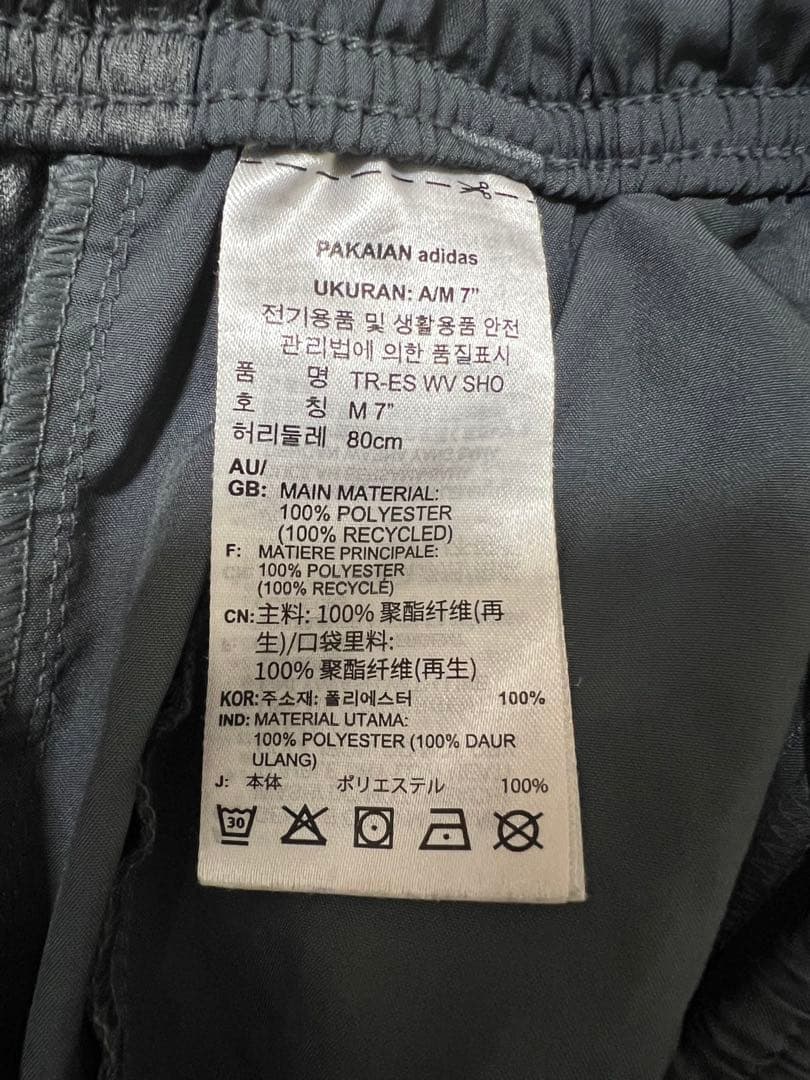 PAKAIAN adidas
UKURAN: A/M 7”
전기용품 및 생활용품 안전
관리법에 의한 품질표시
품 명 TR-ES WV SHO
호 칭 M 7”
허리둘레 80cm
AU/
GB: MAIN MATERIAL:
100% POLYESTER
(100% RECYCLED)
F: MATIERE PRINCIPALE:
100% POLYESTER
(100% RECYCLÉ)
CN:主料: 100% 聚酯纤维(再
生)/口袋里料:
100% 聚酯纤维(再生)
KOR:주소재: 폴리에스터 100%
IND: MATERIAL UTAMA:
100% POLYESTER (100% DAUR
ULANG)
J: 本体 ポリエステル 100%
30